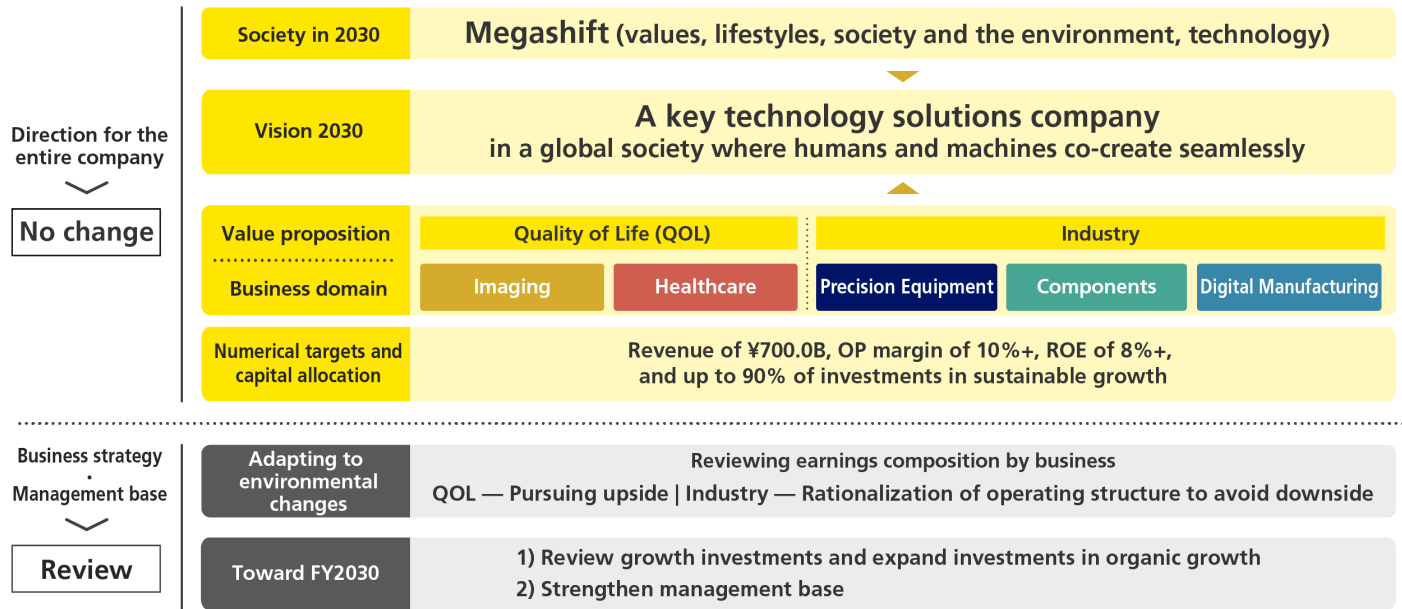 Society in 2030
Megashift (values, lifestyles, society and the environment, technology)
Direction for the
entire company
No change
Vision 2030
A key technology solutions company
in a global society where humans and machines co-create seamlessly
Value proposition
Quality of Life (QOL)
Industry
Business domain
Imaging
Healthcare
Precision Equipment
Components
Digital Manufacturing
Numerical targets and
capital allocation
Revenue of ¥700.0B, OP margin of 10%+, ROE of 8%+,
and up to 90% of investments in sustainable growth
Business strategy
・
Management base
Review
Adapting to
environmental
changes
Reviewing earnings composition by business
QOL — Pursuing upside | Industry — Rationalization of operating structure to avoid downside
Toward FY2030
1) Review growth investments and expand investments in organic growth
2) Strengthen management base